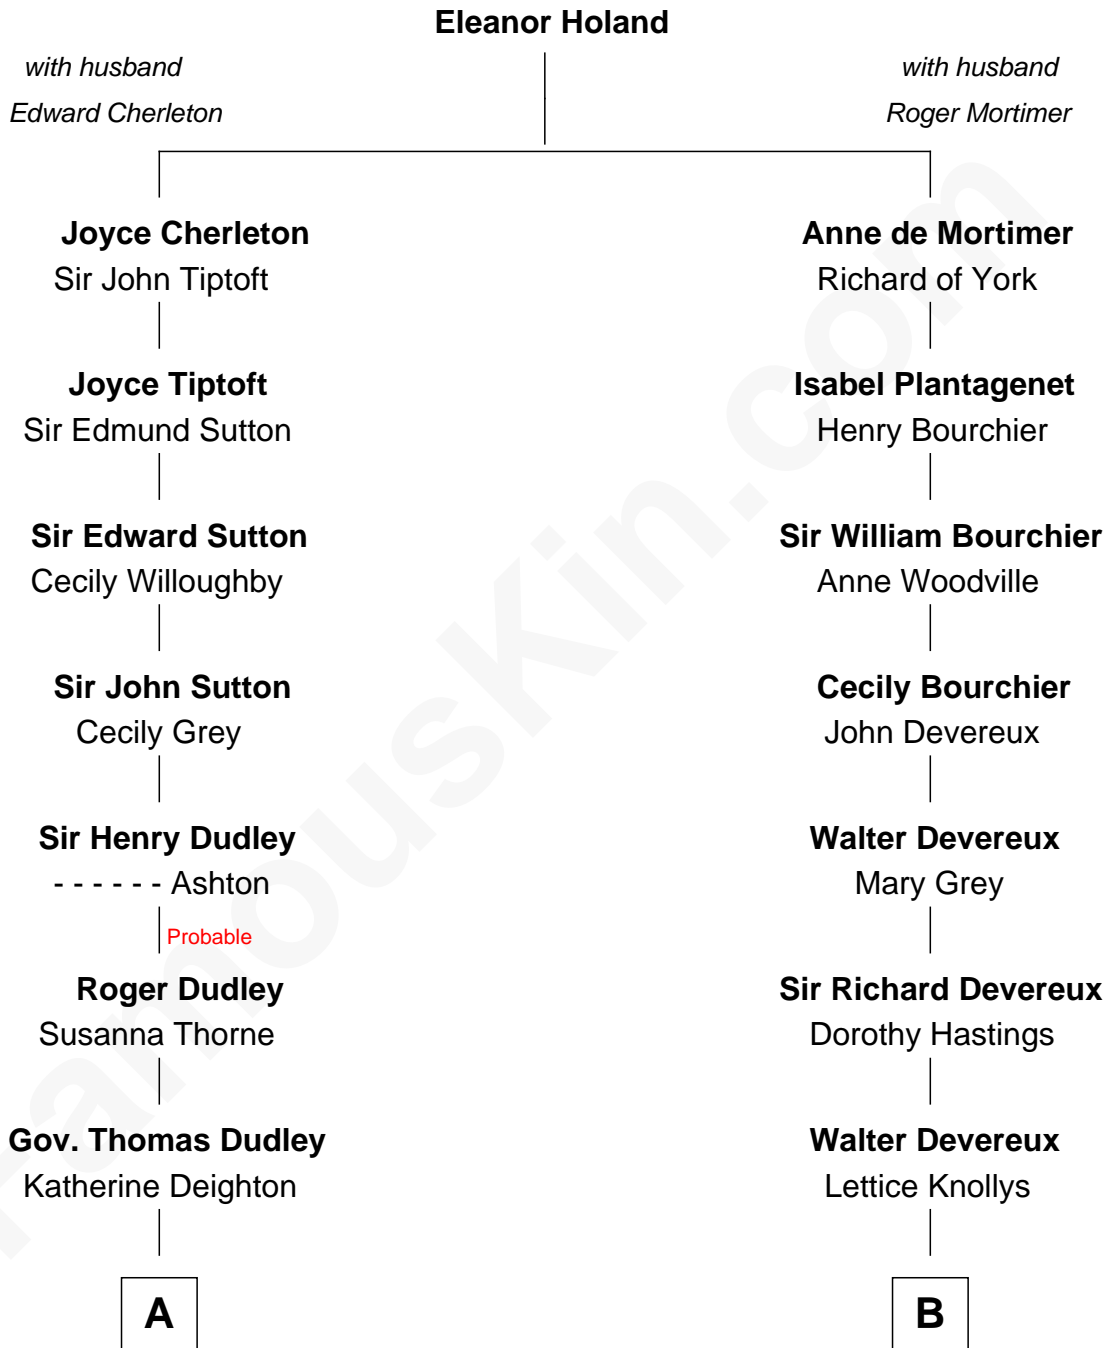 Eleanor Holand
with husband
Edward Cherleton
with husband
Roger Mortimer
Joyce Cherleton
Sir John Tiptoft
Anne de Mortimer
Richard of York
Joyce Tiptoft
Sir Edmund Sutton
Isabel Plantagenet
Henry Bourchier
Sir Edward Sutton
Cecily Willoughby
Sir William Bourchier
Anne Woodville
Sir John Sutton
Cecily Grey
Cecily Bourchier
John Devereux
Sir Henry Dudley
- - - - - - Ashton
Probable
Walter Devereux
Mary Grey
Roger Dudley
Susanna Thorne
Sir Richard Devereux
Dorothy Hastings
Gov. Thomas Dudley
Katherine Deighton
Walter Devereux
Lettice Knollys
A
B
FamousKin.com